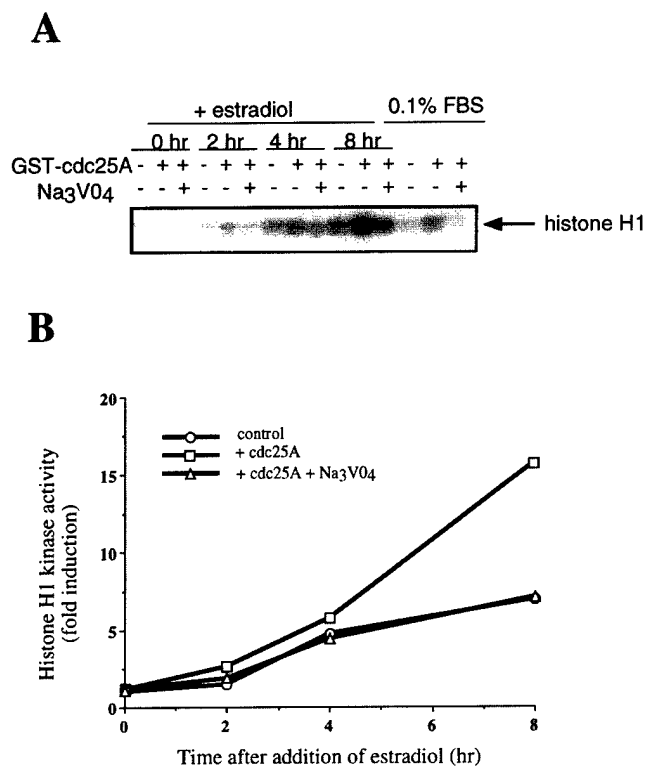 A
+ estradiol 0.1% FBS
0 hr 2 hr 4 hr 8 hr
GST-cdc25A - + + - + + - + + - + + - + +
Na3V04 - - + - - + - - + - - + - - +
histone H1
B
20
15
10
5
0
control
+ cdc25A
+ cdc25A + Na3V04
Histone H1 kinase activity
(fold induction)
0 2 4 6 8
Time after addition of estradiol (hr)